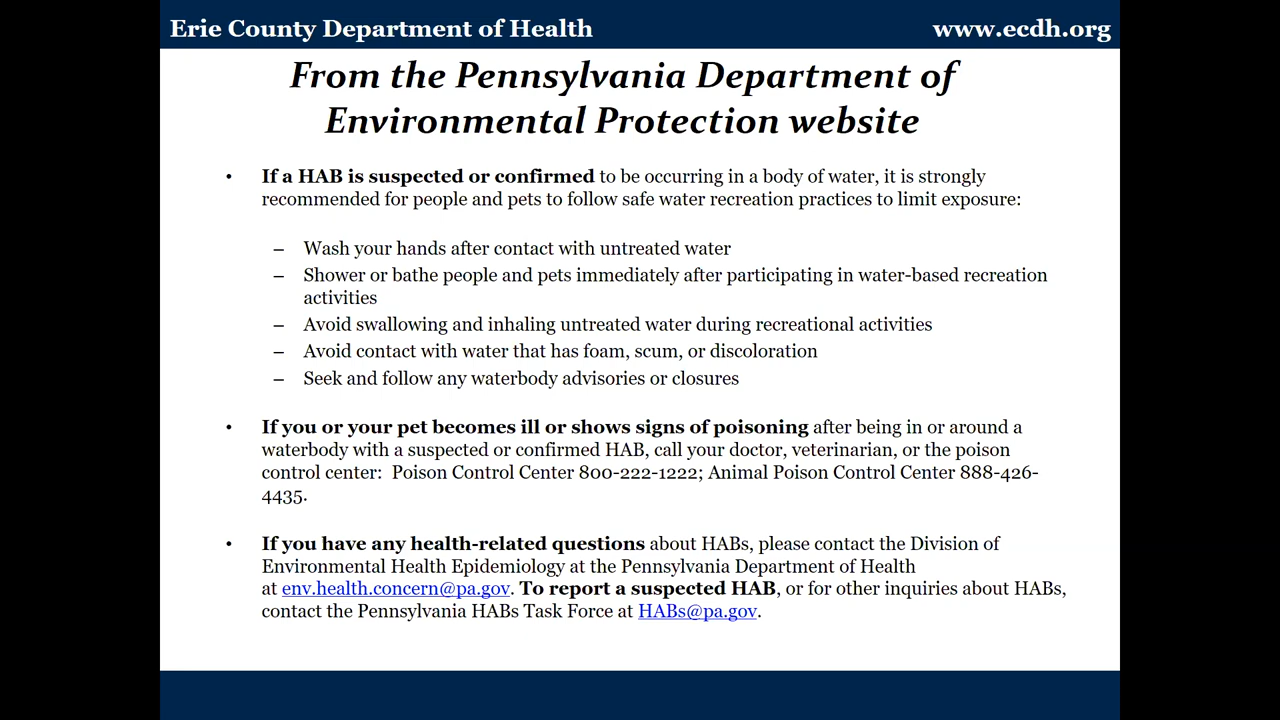 Erie County Department of Health
www.ecdh.org
From the Pennsylvania Department of
Environmental Protection website
• If a HAB is suspected or confirmed to be occurring in a body of water, it is strongly
recommended for people and pets to follow safe water recreation practices to limit exposure:
– Wash your hands after contact with untreated water
– Shower or bathe people and pets immediately after participating in water-based recreation
activities
– Avoid swallowing and inhaling untreated water during recreational activities
– Avoid contact with water that has foam, scum, or discoloration
– Seek and follow any waterbody advisories or closures
• If you or your pet becomes ill or shows signs of poisoning after being in or around a
waterbody with a suspected or confirmed HAB, call your doctor, veterinarian, or the poison
control center:  Poison Control Center 800-222-1222; Animal Poison Control Center 888-426-
4435.
• If you have any health-related questions about HABs, please contact the Division of
Environmental Health Epidemiology at the Pennsylvania Department of Health
at env.health.concern@pa.gov. To report a suspected HAB, or for other inquiries about HABs,
contact the Pennsylvania HABs Task Force at HABs@pa.gov.